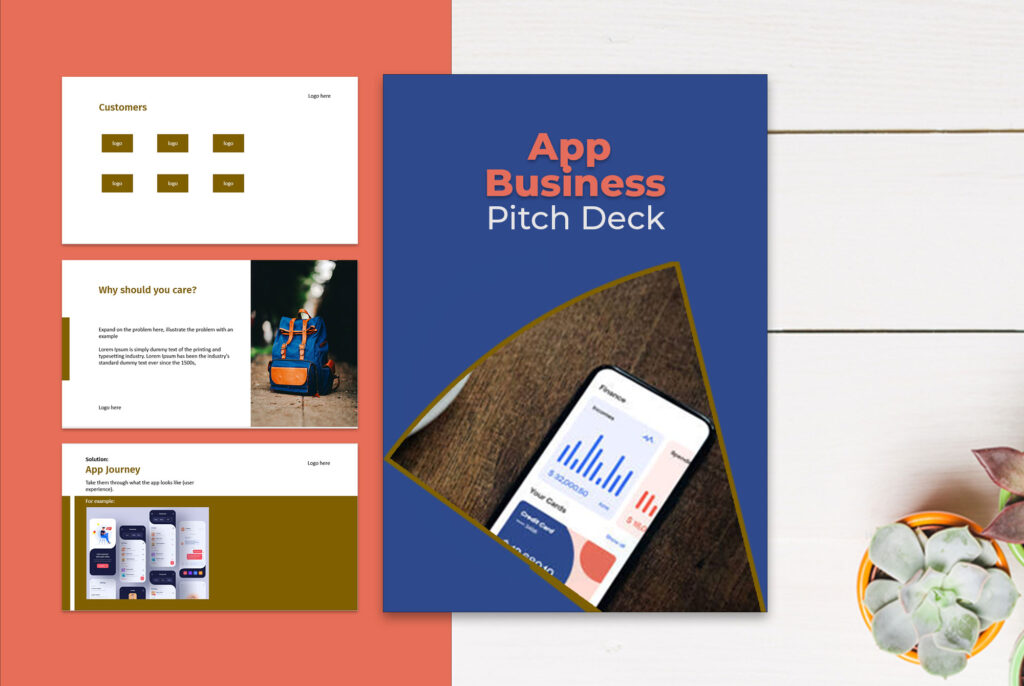 Customers
Logo here
logo
logo
logo
logo
logo
logo
Why should you care?
Expand on the problem here, illustrate the problem with an
example
Lorem Ipsum is simply dummy text of the printing and
typesetting industry. Lorem Ipsum has been the industry's
standard dummy text ever since the 1500s,
Logo here
Solution:
App Journey
Logo here
Take them through what the app looks like (user
experience).
For example:
App
Business
Pitch Deck
Finance
Incomes
$ 32,000.50
Your Cards
Credit Card
Show all